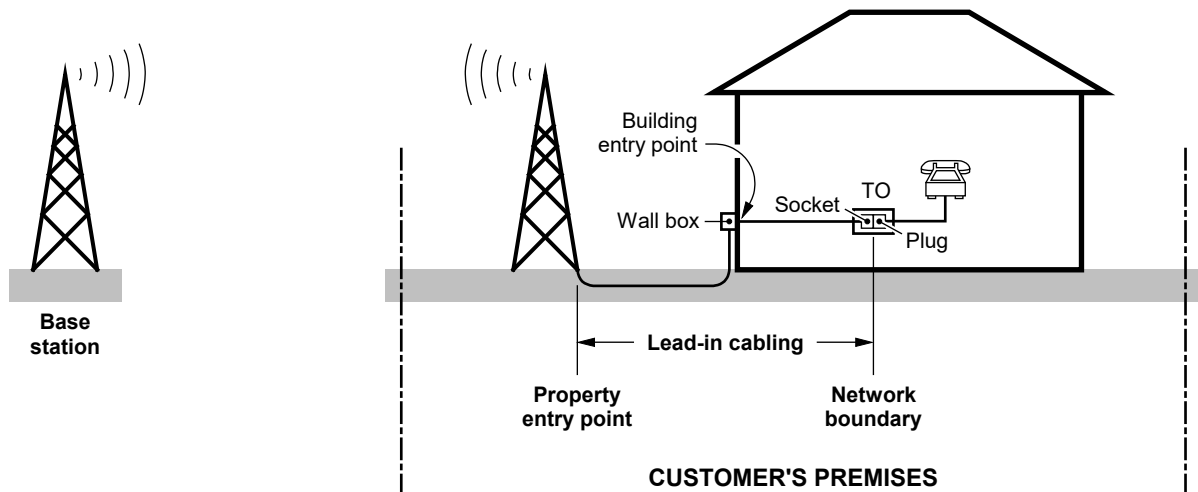 Building
entry point
TO
Socket
Wall box
Plug
Base
station
Lead-in cabling
Property
entry point
Network
boundary
CUSTOMER'S PREMISES